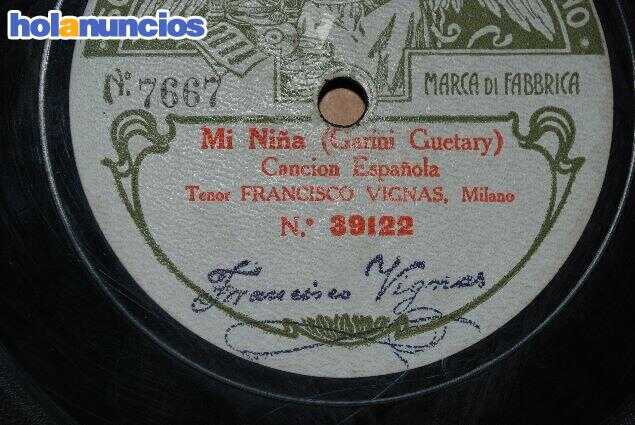 holanuncios
Nº 7667
MARCA DI FABBRICA
Mi Niña (Garini Guetary)
Cancion Española
Tenor FRANCISCO VIGNAS, Milano
N.º 39122
Francisco Vignas